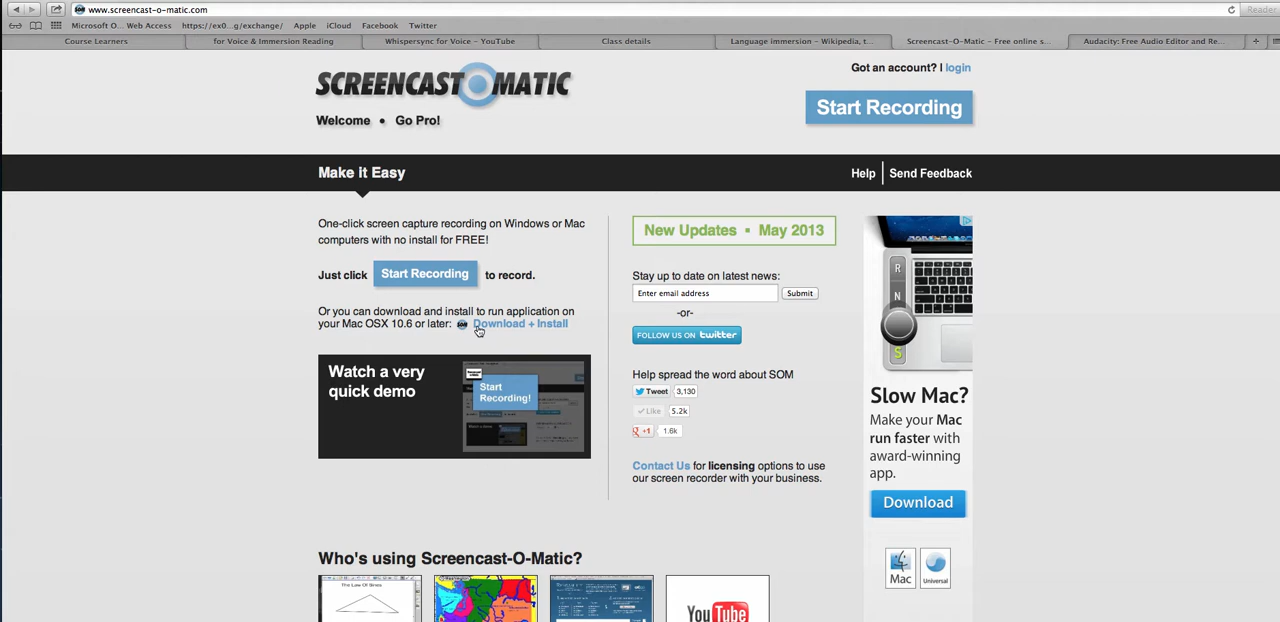 www.screencast-o-matic.com
Reader
Microsoft O... Web Access https://ex0...g/exchange/ Apple iCloud Facebook Twitter
Course Learners for Voice & Immersion Reading Whispersync for Voice – YouTube Class details Language immersion – Wikipedia, t... Screencast-O-Matic – Free online s... Audacity: Free Audio Editor and Re...
SCREENCAST O MATIC
Got an account? | login
Start Recording
Welcome • Go Pro!
Make it Easy
Help | Send Feedback
One-click screen capture recording on Windows or Mac
computers with no install for FREE!
Just click Start Recording to record.
Or you can download and install to run application on
your Mac OSX 10.6 or later: SOM Download + Install
Watch a very
quick demo
Start
Recording!
New Updates • May 2013
Stay up to date on latest news:
Enter email address Submit
-or-
FOLLOW US ON twitter
Help spread the word about SOM
Tweet 3,130
Like 5.2k
+1 1.6k
Contact Us for licensing options to use
our screen recorder with your business.
R
N
S
Slow Mac?
Make your Mac
run faster with
award-winning
app.
Download
Mac Universal
Who's using Screencast-O-Matic?
The Law Of Sines
YouTube